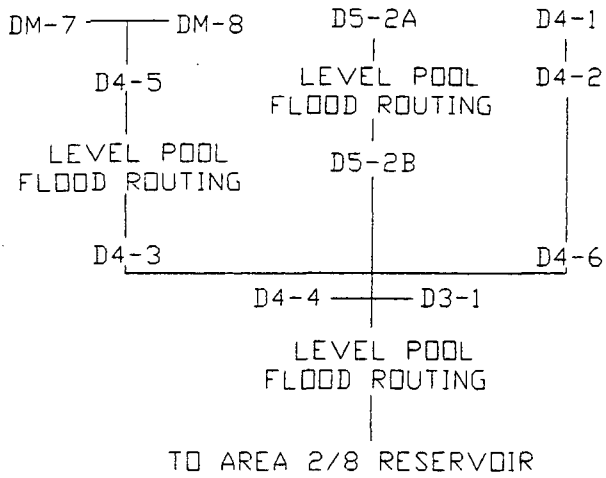 DM-7 DM-8 D5-2A D4-1
D4-5 LEVEL POOL FLOOD ROUTING D4-2
LEVEL POOL FLOOD ROUTING D5-2B
D4-3 D4-6
D4-4 D3-1
LEVEL POOL
FLOOD ROUTING
TO AREA 2/8 RESERVOIR